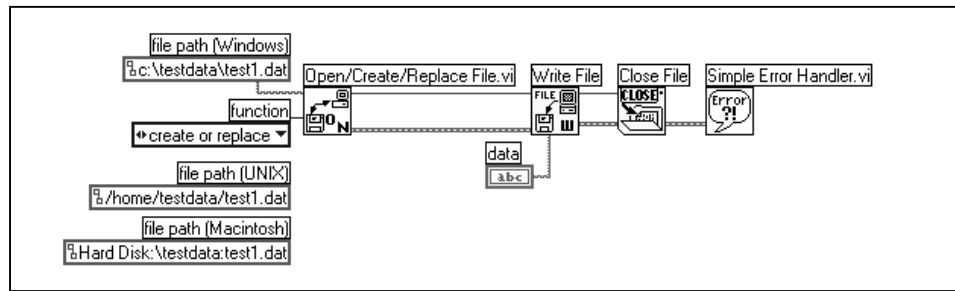 file path (Windows)
c:\testdata\test1.dat
Open/Create/Replace File.vi
Write File
Close File
Simple Error Handler.vi
FILE
W
CLOSE
Error
?!
function
O
N
create or replace
data
abc
file path (UNIX)
/home/testdata/test1.dat
file path (Macintosh)
Hard Disk:\testdata:test1.dat